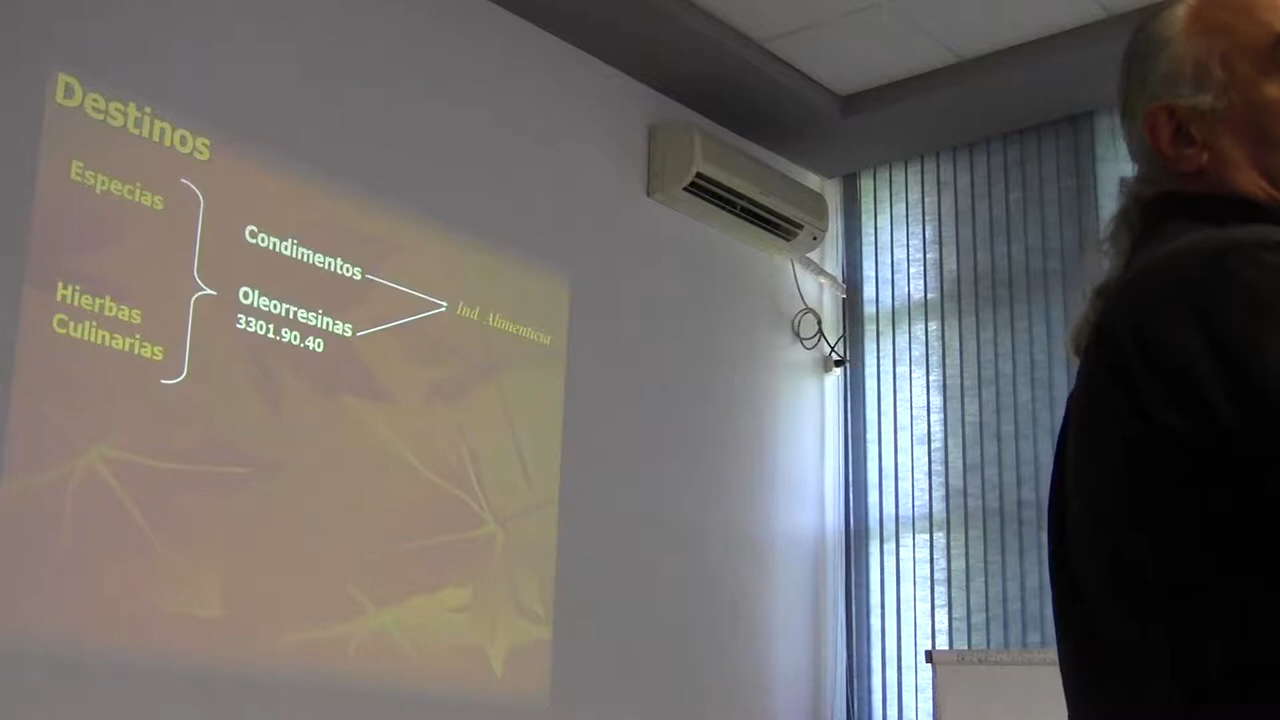 Destinos
Especias
Hierbas
Culinarias
Condimentos
Oleorresinas
3301.90.40
Ind Alimenticia